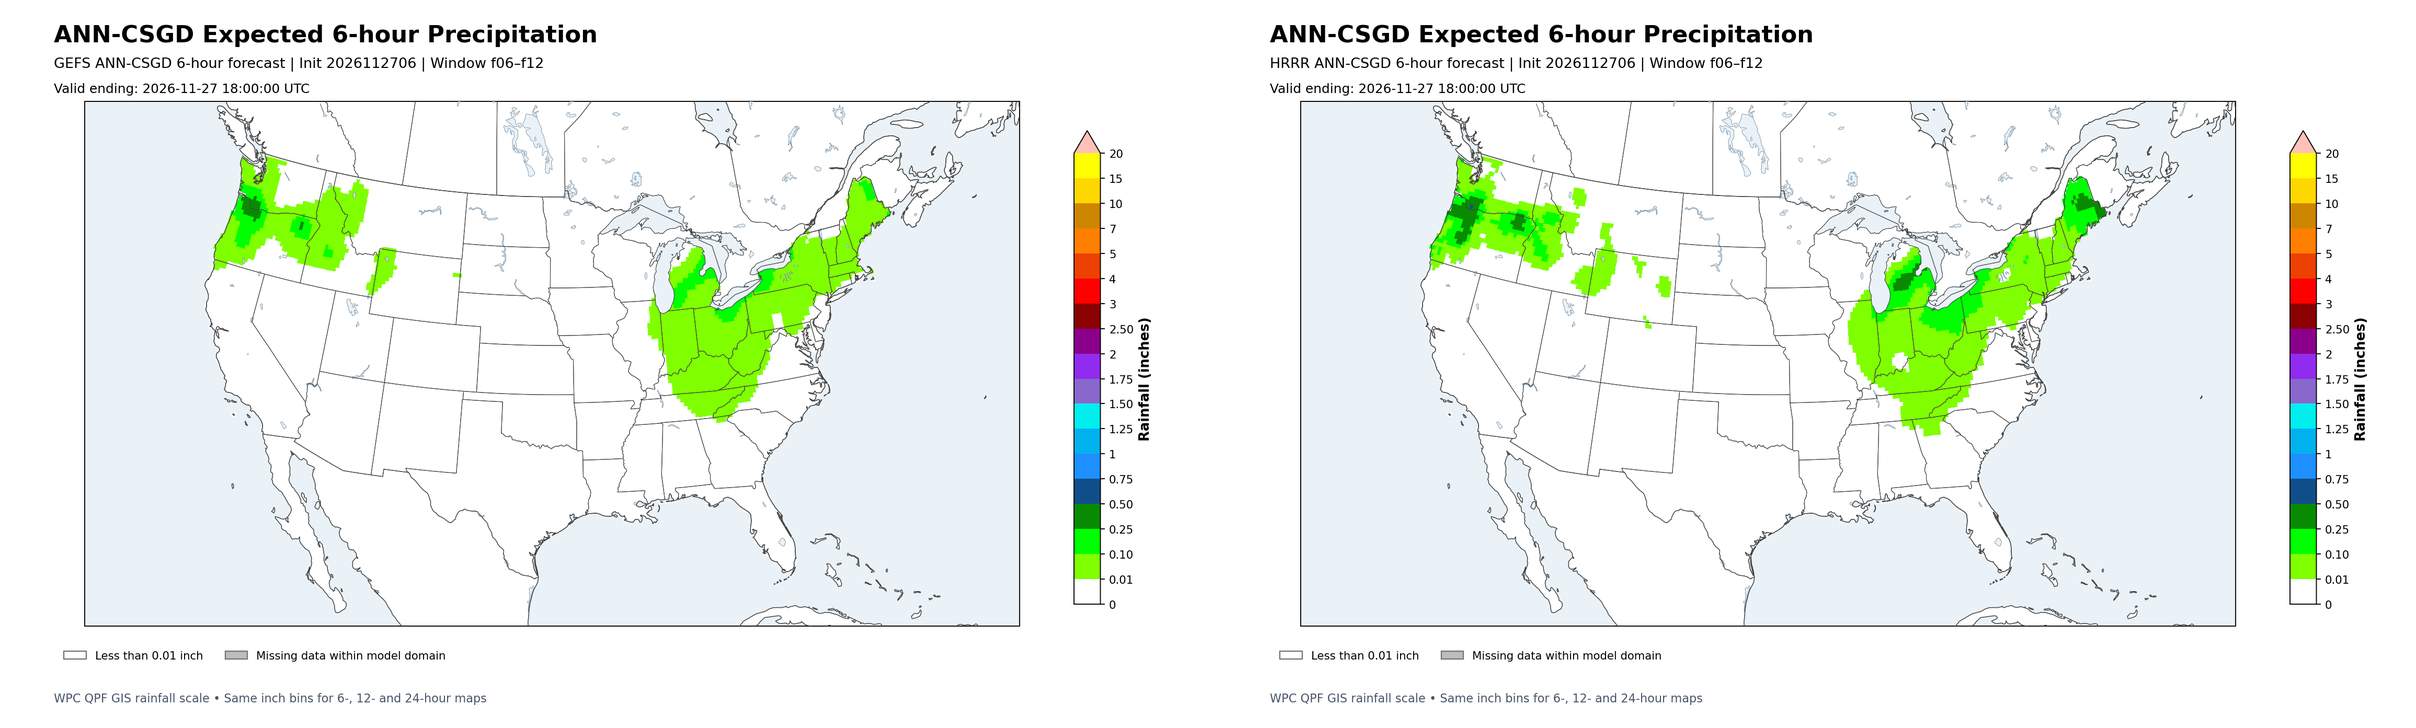 ANN-CSGD Expected 6-hour Precipitation
GEFS ANN-CSGD 6-hour forecast | Init 2026112706 | Window f06–f12
Valid ending: 2026-11-27 18:00:00 UTC
20
15
10
7
5
4
3
2.50
2
1.75
1.50
1.25
1
0.75
0.50
0.25
0.10
0.01
0
Rainfall (inches)
Less than 0.01 inch
Missing data within model domain
WPC QPF GIS rainfall scale • Same inch bins for 6-, 12- and 24-hour maps
ANN-CSGD Expected 6-hour Precipitation
HRRR ANN-CSGD 6-hour forecast | Init 2026112706 | Window f06–f12
Valid ending: 2026-11-27 18:00:00 UTC
20
15
10
7
5
4
3
2.50
2
1.75
1.50
1.25
1
0.75
0.50
0.25
0.10
0.01
0
Rainfall (inches)
Less than 0.01 inch
Missing data within model domain
WPC QPF GIS rainfall scale • Same inch bins for 6-, 12- and 24-hour maps